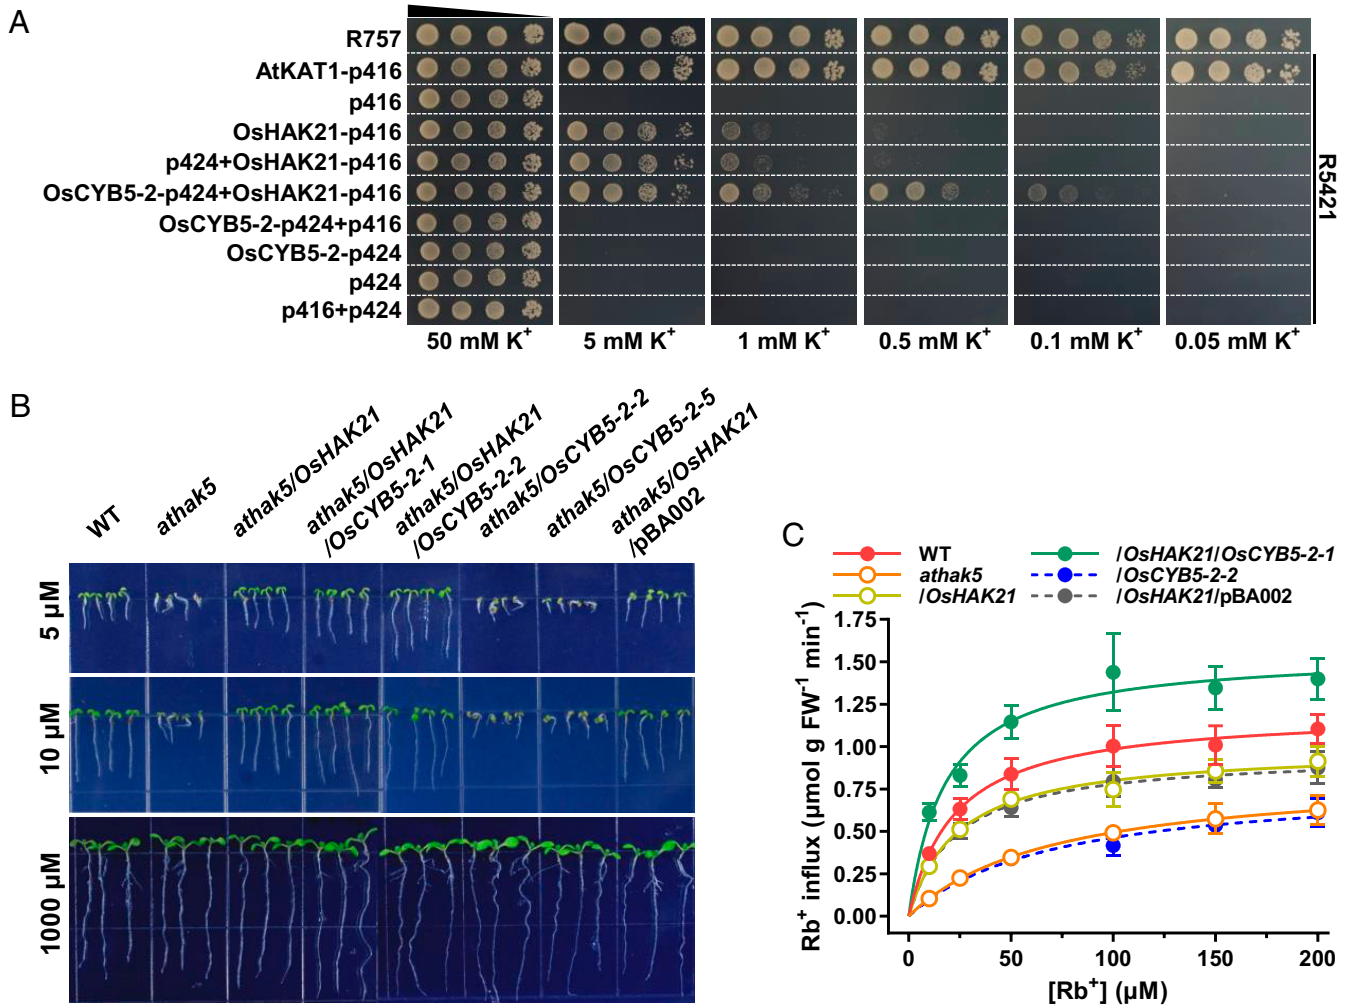 A
R757
AtKAT1-p416
p416
OsHAK21-p416
p424+OsHAK21-p416
OsCYB5-2-p424+OsHAK21-p416
OsCYB5-2-p424+p416
OsCYB5-2-p424
p424
p416+p424
R5421
50 mM K⁺ 5 mM K⁺ 1 mM K⁺ 0.5 mM K⁺ 0.1 mM K⁺ 0.05 mM K⁺
B
WT
athak5
athak5/OsHAK21
athak5/OsHAK21
/OsCYB5-2-1
athak5/OsHAK21
/OsCYB5-2-2
athak5/OsCYB5-2-2
athak5/OsCYB5-2-5
athak5/OsHAK21
/pBA002
5 µM
10 µM
1000 µM
C
WT
athak5
/OsHAK21
/OsHAK21/OsCYB5-2-1
/OsCYB5-2-2
/OsHAK21/pBA002
Rb⁺ influx (µmol g FW⁻¹ min⁻¹)
1.75
1.50
1.25
1.00
0.75
0.50
0.25
0.00
0 50 100 150 200
[Rb⁺] (µM)